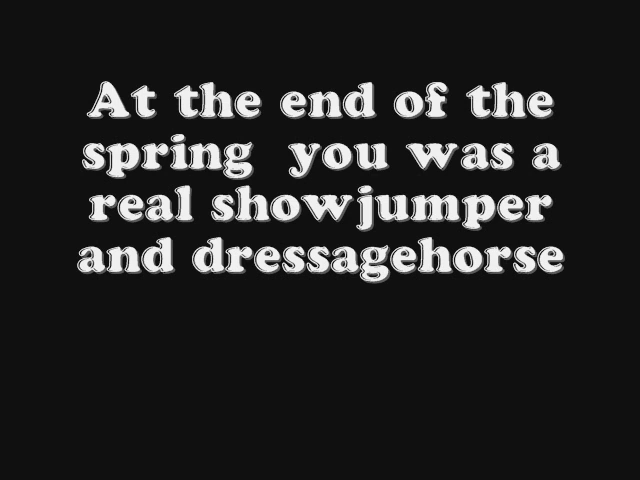 At the end of the
spring you was a
real showjumper
and dressagehorse